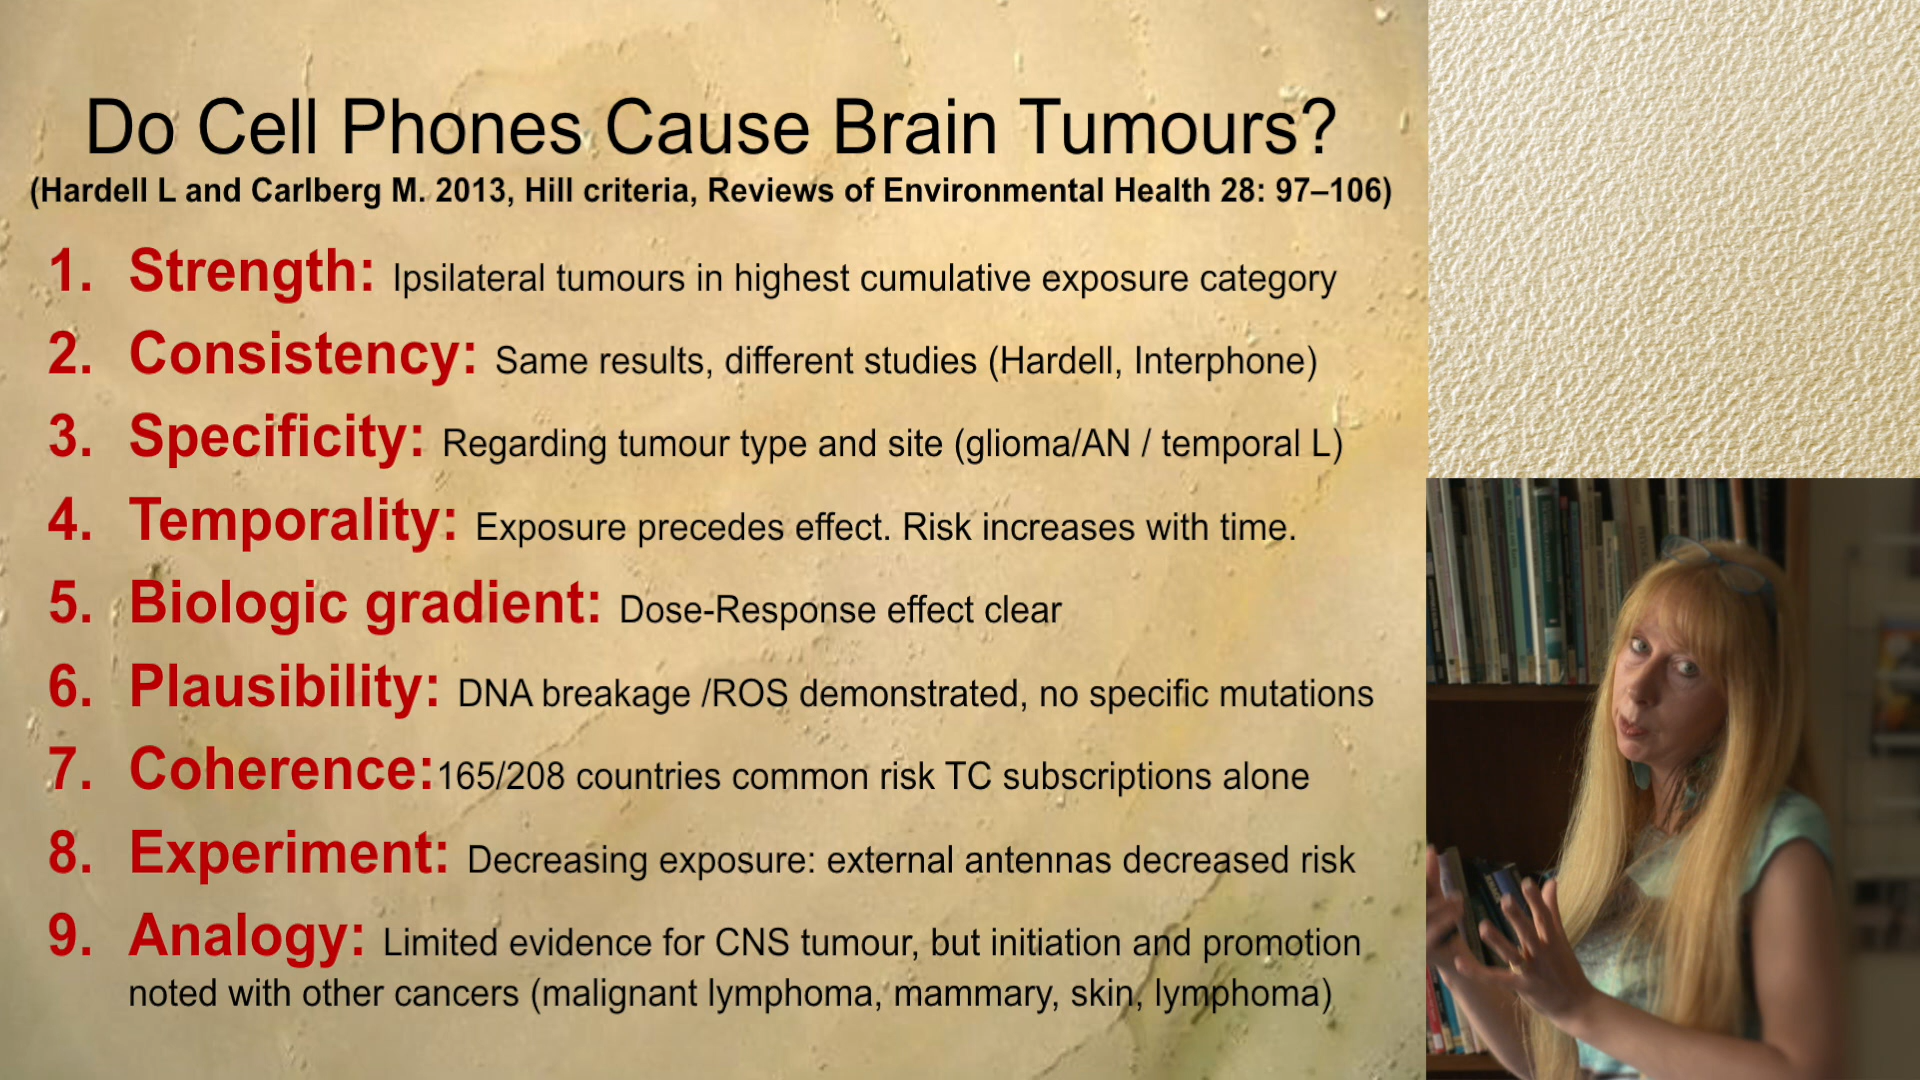 Do Cell Phones Cause Brain Tumours?
(Hardell L and Carlberg M. 2013, Hill criteria, Reviews of Environmental Health 28: 97–106)
1. Strength: Ipsilateral tumours in highest cumulative exposure category
2. Consistency: Same results, different studies (Hardell, Interphone)
3. Specificity: Regarding tumour type and site (glioma/AN / temporal L)
4. Temporality: Exposure precedes effect. Risk increases with time.
5. Biologic gradient: Dose-Response effect clear
6. Plausibility: DNA breakage /ROS demonstrated, no specific mutations
7. Coherence:165/208 countries common risk TC subscriptions alone
8. Experiment: Decreasing exposure: external antennas decreased risk
9. Analogy: Limited evidence for CNS tumour, but initiation and promotion
noted with other cancers (malignant lymphoma, mammary, skin, lymphoma)